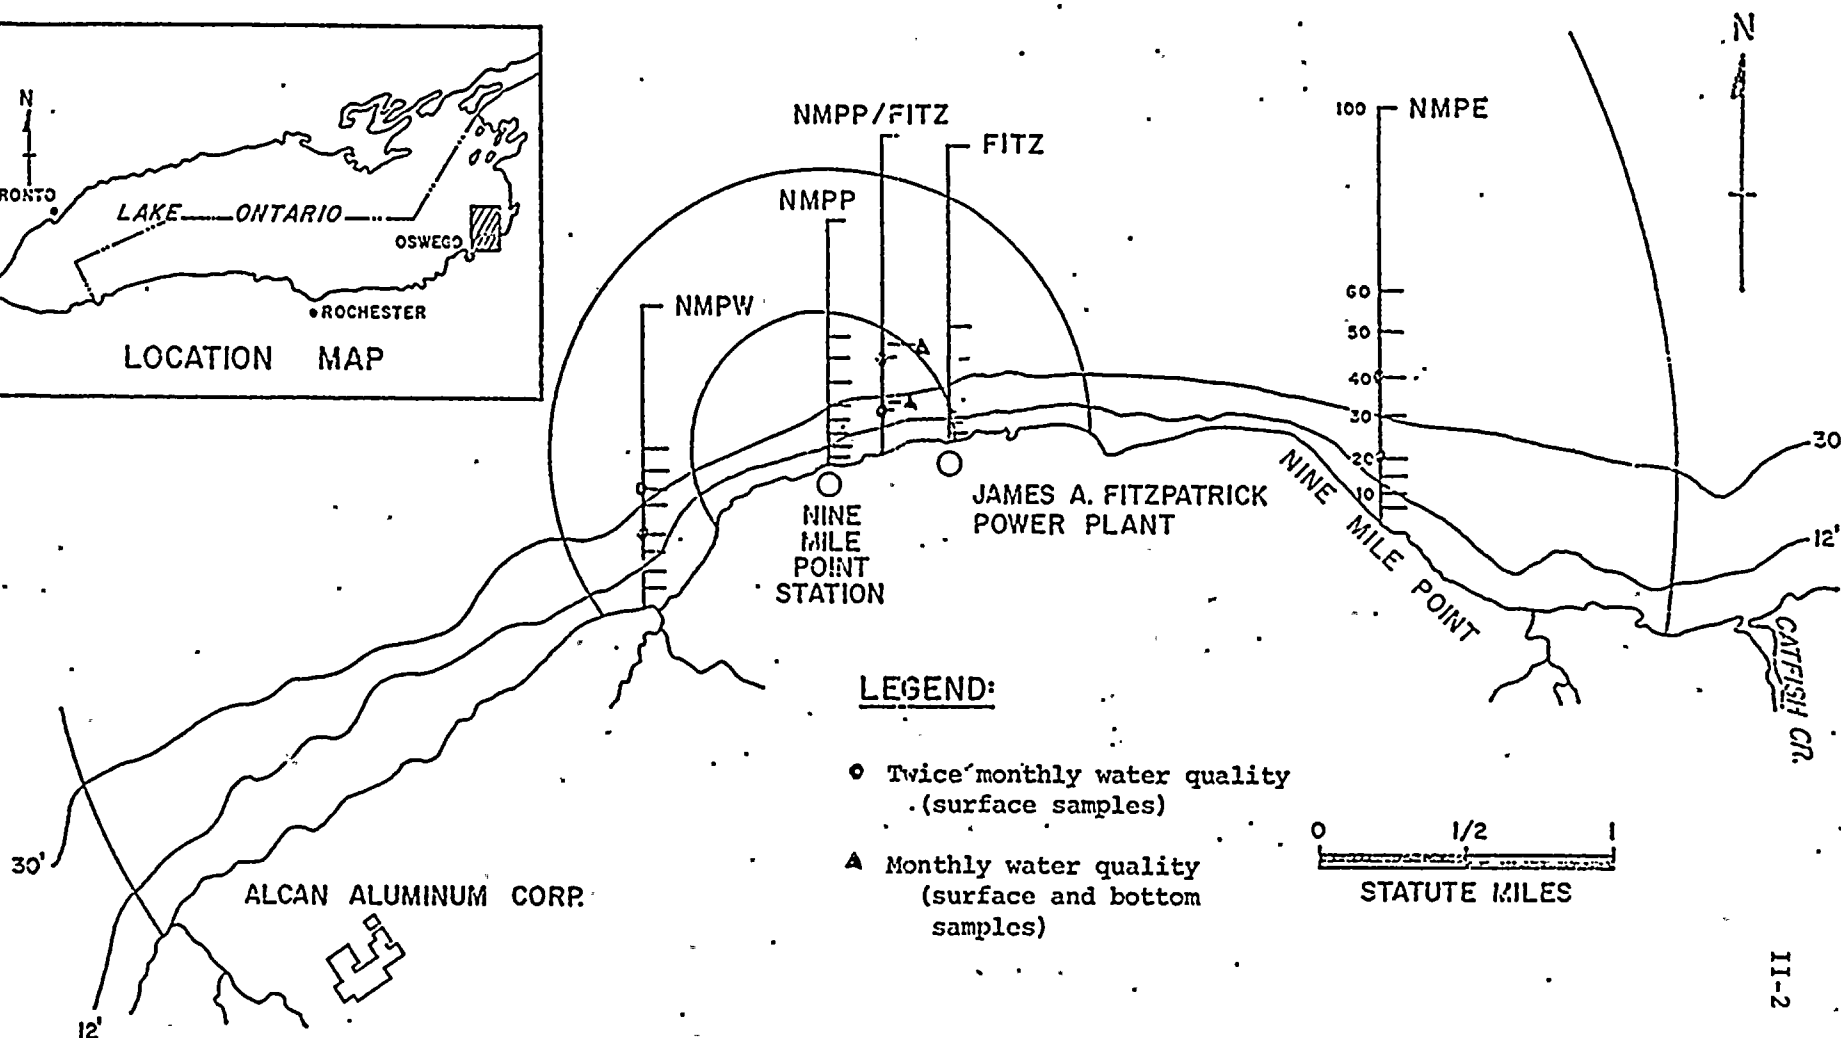 N
RONTO
LAKE ONTARIO
OSWEGO
ROCHESTER
LOCATION MAP
NMPW
NMPP
NMPP/FITZ
FITZ
100 NMPE
60
50
40
30
20
10
N
30
12'
NINE MILE POINT
CATFISH CR.
NINE
MILE
POINT
STATION
JAMES A. FITZPATRICK
POWER PLANT
LEGEND:
Twice monthly water quality
(surface samples)
Monthly water quality
(surface and bottom
samples)
0 1/2 1
STATUTE MILES
30'
12'
ALCAN ALUMINUM CORP.
II-2